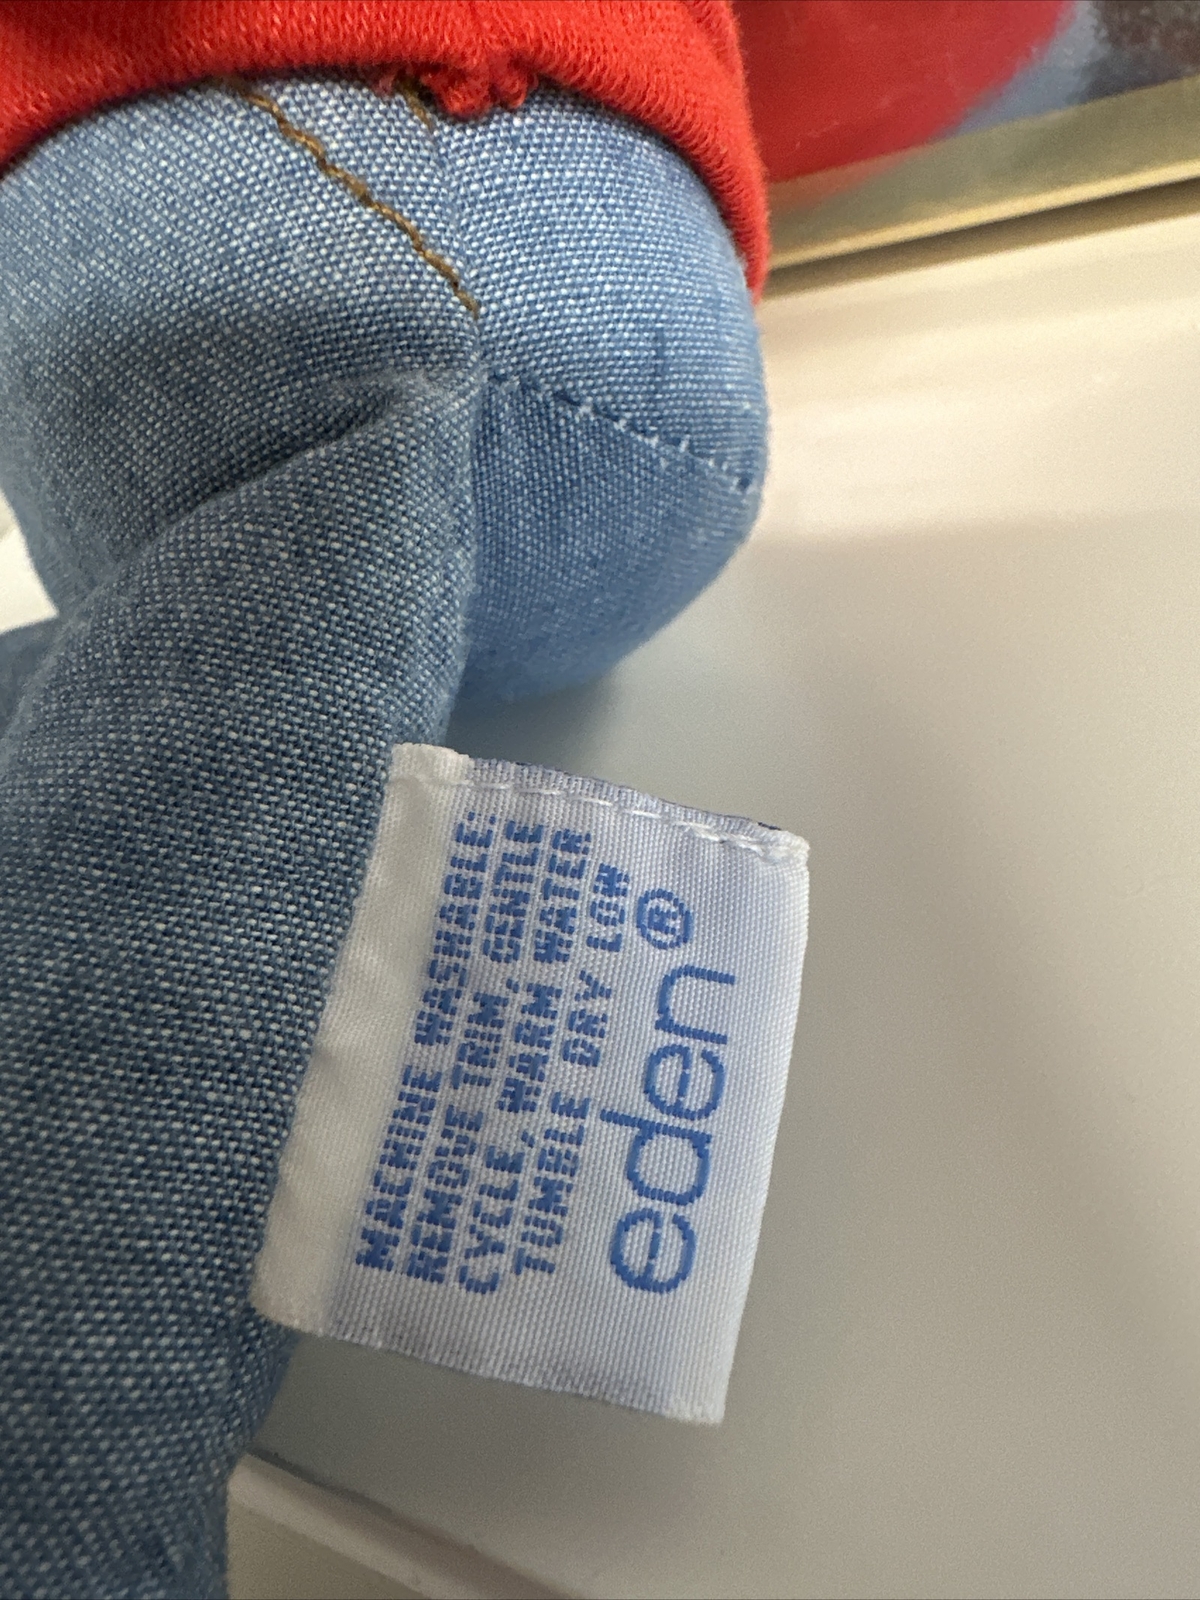 MACHINE WASHABLE:
REMOVE TRIM, GENTLE
CYCLE, WARM WATER
TUMBLE DRY LOW
eden®